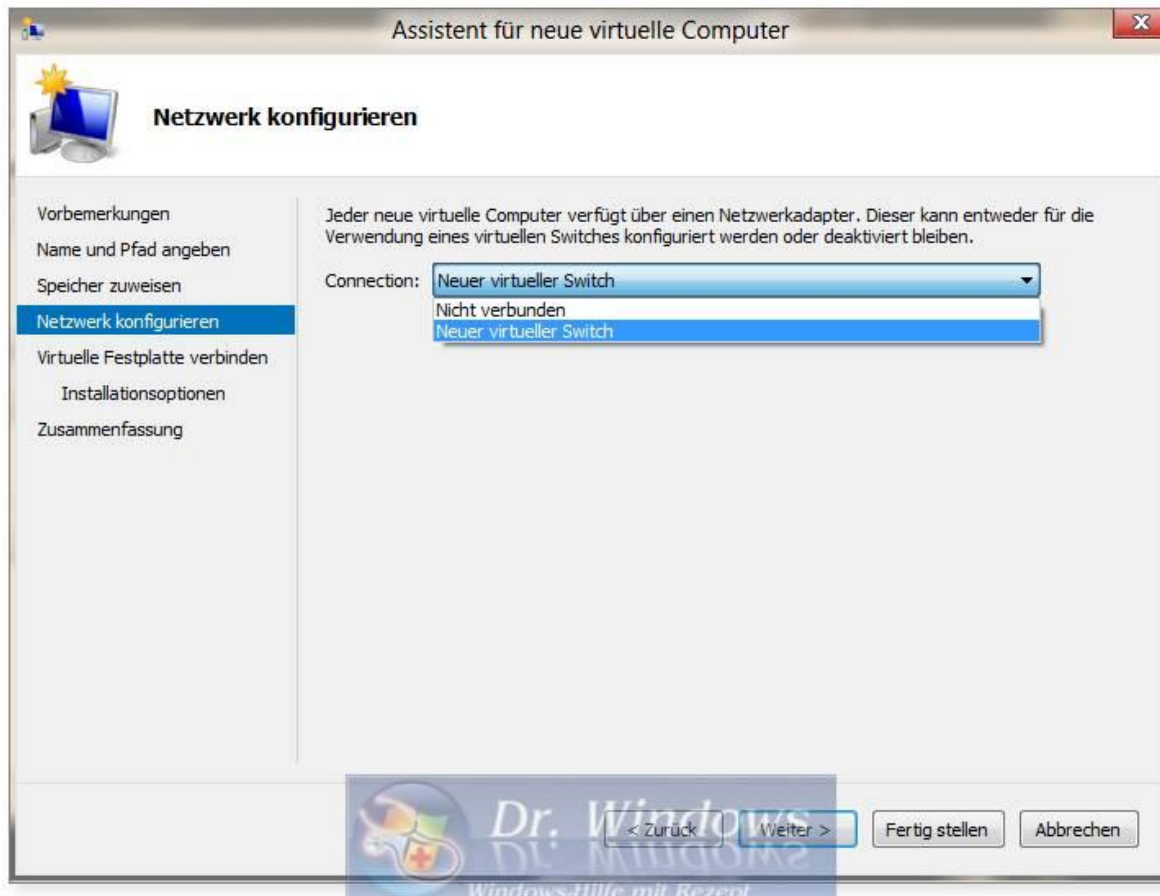 Assistent für neue virtuelle Computer
Netzwerk konfigurieren
Vorbemerkungen
Name und Pfad angeben
Speicher zuweisen
Netzwerk konfigurieren
Virtuelle Festplatte verbinden
Installationsoptionen
Zusammenfassung
Jeder neue virtuelle Computer verfügt über einen Netzwerkadapter. Dieser kann entweder für die
Verwendung eines virtuellen Switches konfiguriert werden oder deaktiviert bleiben.
Connection: Neuer virtueller Switch
Nicht verbunden
Neuer virtueller Switch
Dr. Windows
< Zurück Weiter > Fertig stellen Abbrechen
Windows-Hilfe mit Rezept